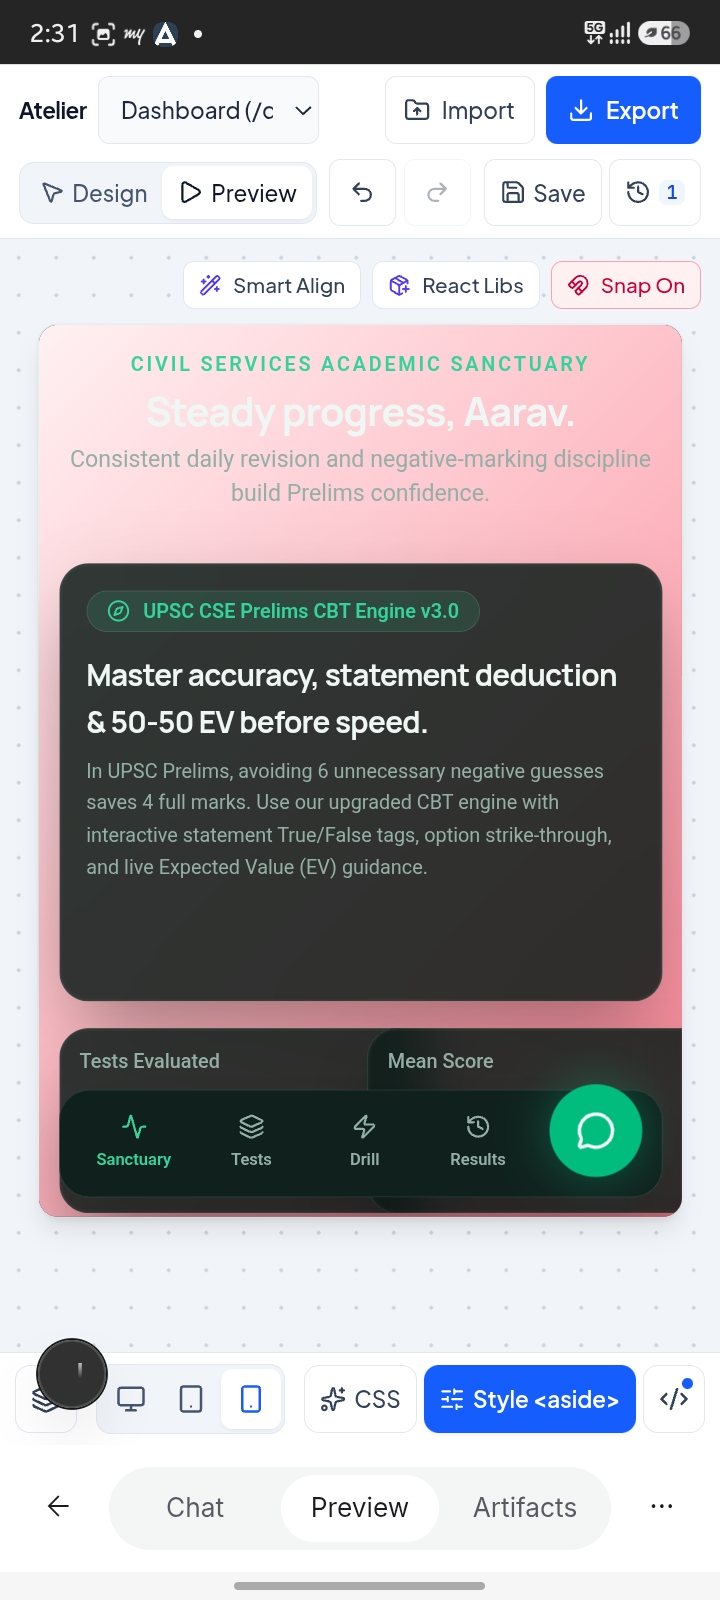 2:31
my
5G
66
Atelier
Dashboard (/c
Import
Export
Design
Preview
Save
1
Smart Align
React Libs
Snap On
CIVIL SERVICES ACADEMIC SANCTUARY
Steady progress, Aarav.
Consistent daily revision and negative-marking discipline
build Prelims confidence.
UPSC CSE Prelims CBT Engine v3.0
Master accuracy, statement deduction
& 50-50 EV before speed.
In UPSC Prelims, avoiding 6 unnecessary negative guesses
saves 4 full marks. Use our upgraded CBT engine with
interactive statement True/False tags, option strike-through,
and live Expected Value (EV) guidance.
Tests Evaluated
Mean Score
Sanctuary
Tests
Drill
Results
CSS
Style <aside>
Chat
Preview
Artifacts